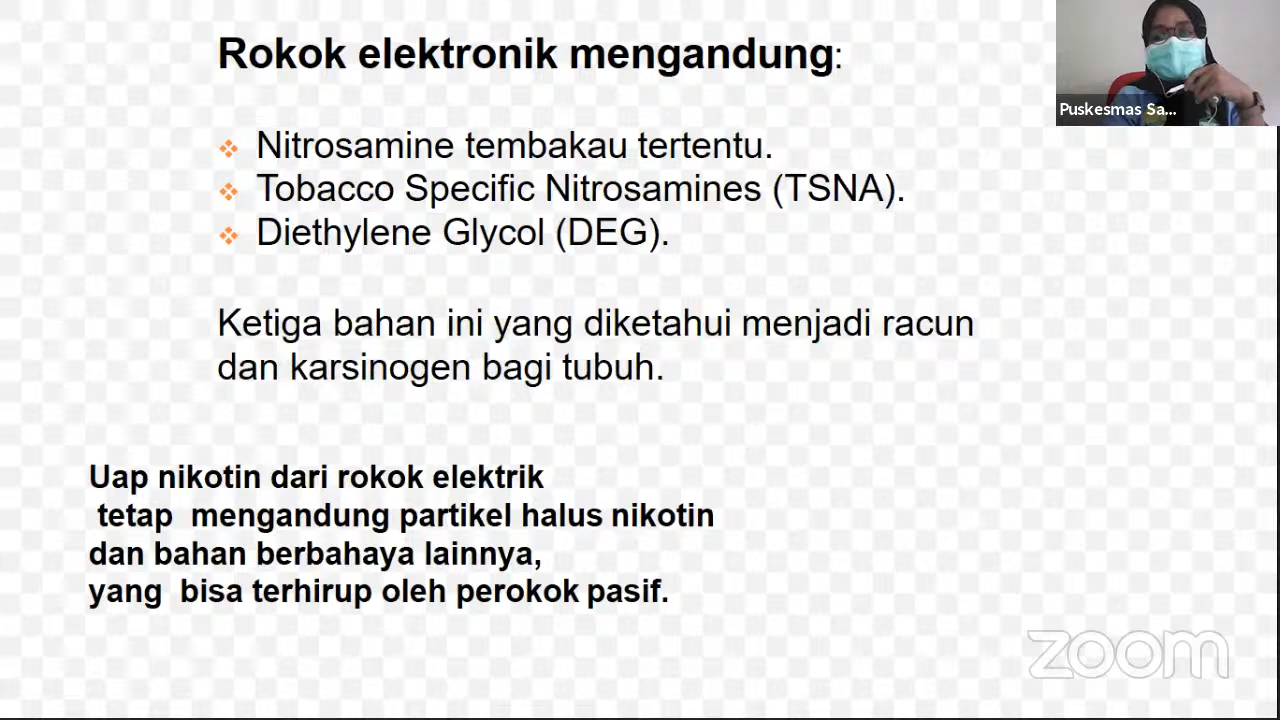 Rokok elektronik mengandung:
Puskesmas Sa...
Nitrosamine tembakau tertentu.
Tobacco Specific Nitrosamines (TSNA).
Diethylene Glycol (DEG).
Ketiga bahan ini yang diketahui menjadi racun
dan karsinogen bagi tubuh.
Uap nikotin dari rokok elektrik
tetap mengandung partikel halus nikotin
dan bahan berbahaya lainnya,
yang bisa terhirup oleh perokok pasif.
zoom